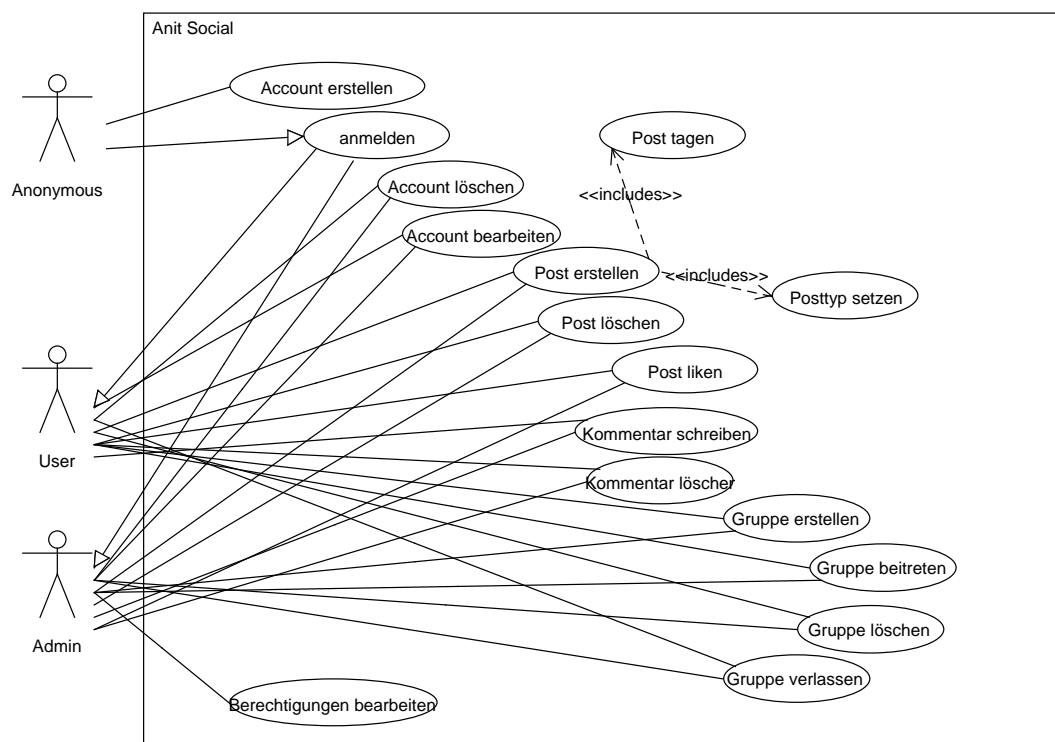 Anit Social
Account erstellen
anmelden
Post tagen
Anonymous
Account löschen
<<includes>>
Account bearbeiten
Post erstellen
<<includes>>
Posttyp setzen
Post löschen
Post liken
Kommentar schreiben
User
Kommentar löscher
Gruppe erstellen
Gruppe beitreten
Gruppe löschen
Admin
Gruppe verlassen
Berechtigungen bearbeiten